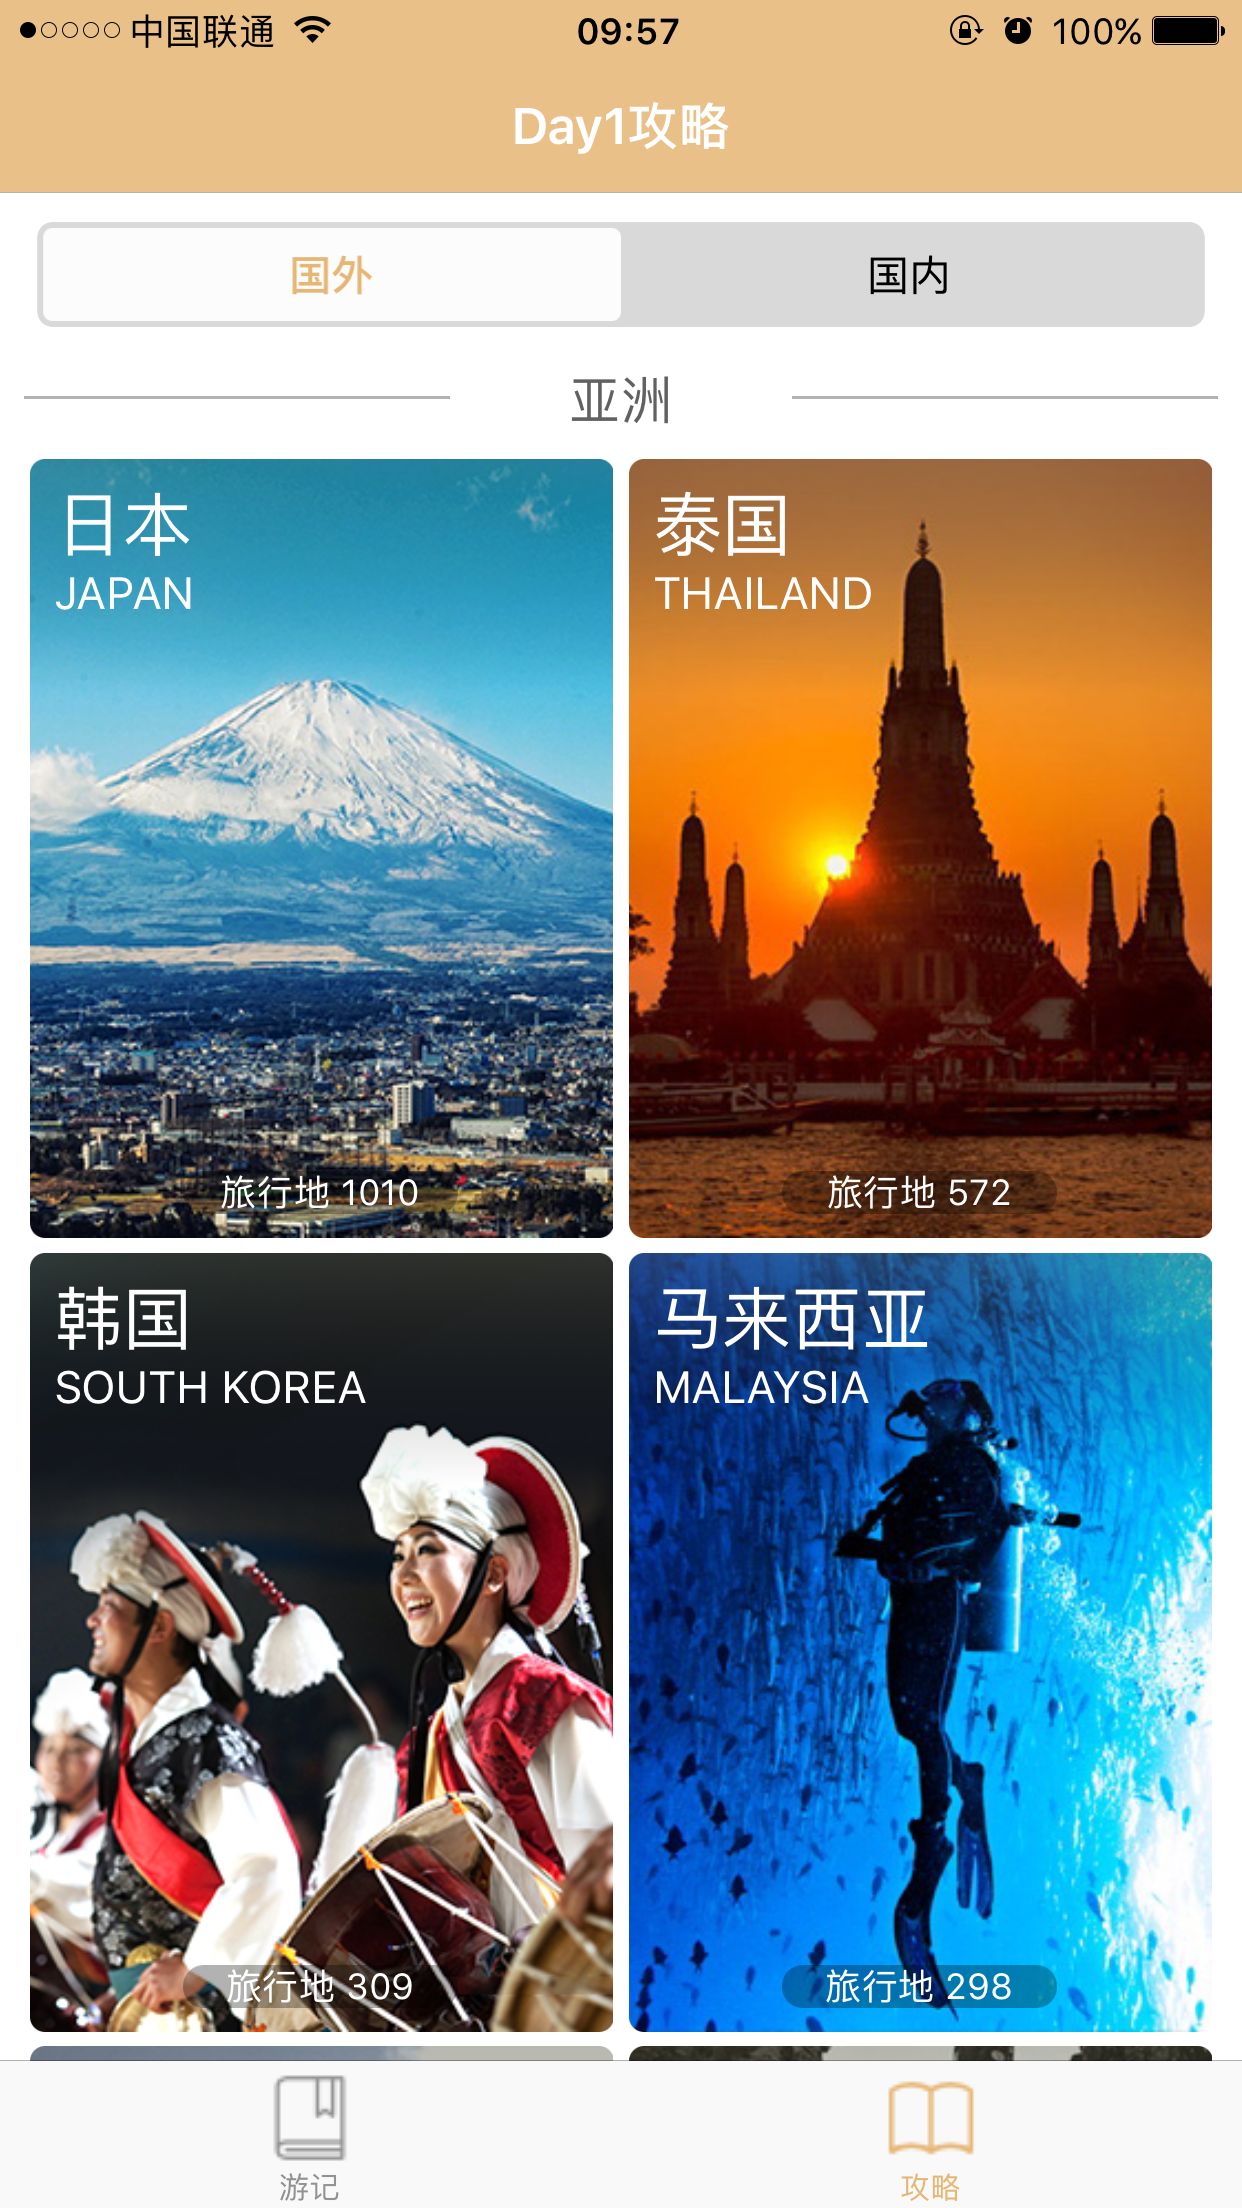 中国联通 09:57 100%
Day1攻略
国外 国内
亚洲
日本
JAPAN
旅行地 1010
泰国
THAILAND
旅行地 572
韩国
SOUTH KOREA
旅行地 309
马来西亚
MALAYSIA
旅行地 298
游记 攻略